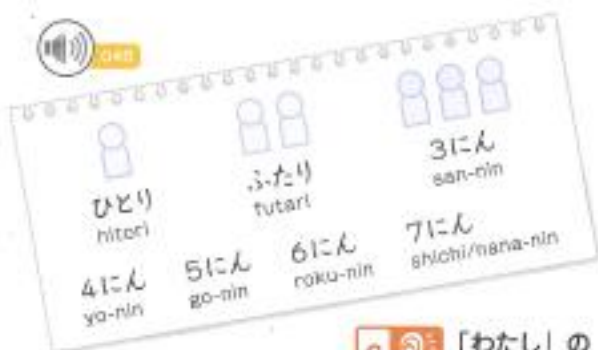 048
ひとり ふたり 3にん
hitori futari san-nin
4にん 5にん 6にん 7にん
yo-nin go-nin roku-nin shichi/nana-nin
「わたし」の